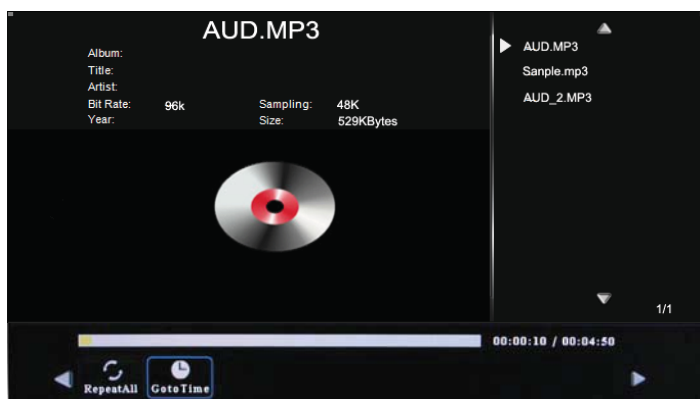 AUD.MP3
Album:
Title:
Artist:
Bit Rate: 96k Sampling: 48K
Year: Size: 529KBytes
AUD.MP3
Sanple.mp3
AUD_2.MP3
1/1
00:00:10 / 00:04:50
RepeatAll GotoTime